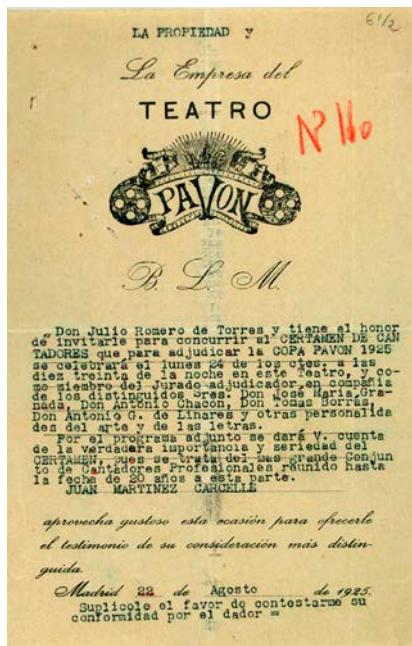 61/2
LA PROPIEDAD y
La Empresa del
TEATRO
Nº 160
PAVON
B. L. M.
Don Julio Romero de Torres y tiene el honor
de invitarle para concurrir al CERTAMEN DE CAN
TADORES que para adjudicar la COPA PAVON 1925
se celebrará el lunes 24 de los ctes. a las
diez treinta de la noche en este Teatro, y co-
mo miembro del Jurado adjudicador, en compañia
de los distinguidos Sres. Don José Maria Gra-
nada, Don Antonio Chacon, Don Tomas Borras,
Don Antonio G. de Linares y otras personalida
des del arte y de las letras.
Por el programa adjunto se dará V. cuenta
de la verdadera importancia y seriedad del
CERTAMEN, pues se trata del mas grande Conjun
to de Cantadores Profesionales reunido hasta
la fecha de 20 años a esta parte.
JUAN MARTINEZ CARCELLE
aprovecha gustoso esta ocasión para ofrecerle
el testimonio de su consideración más distin-
guida.
Madrid 22 de Agosto de 1925.
Suplicole el favor de contestarme su
conformidad por el dador =